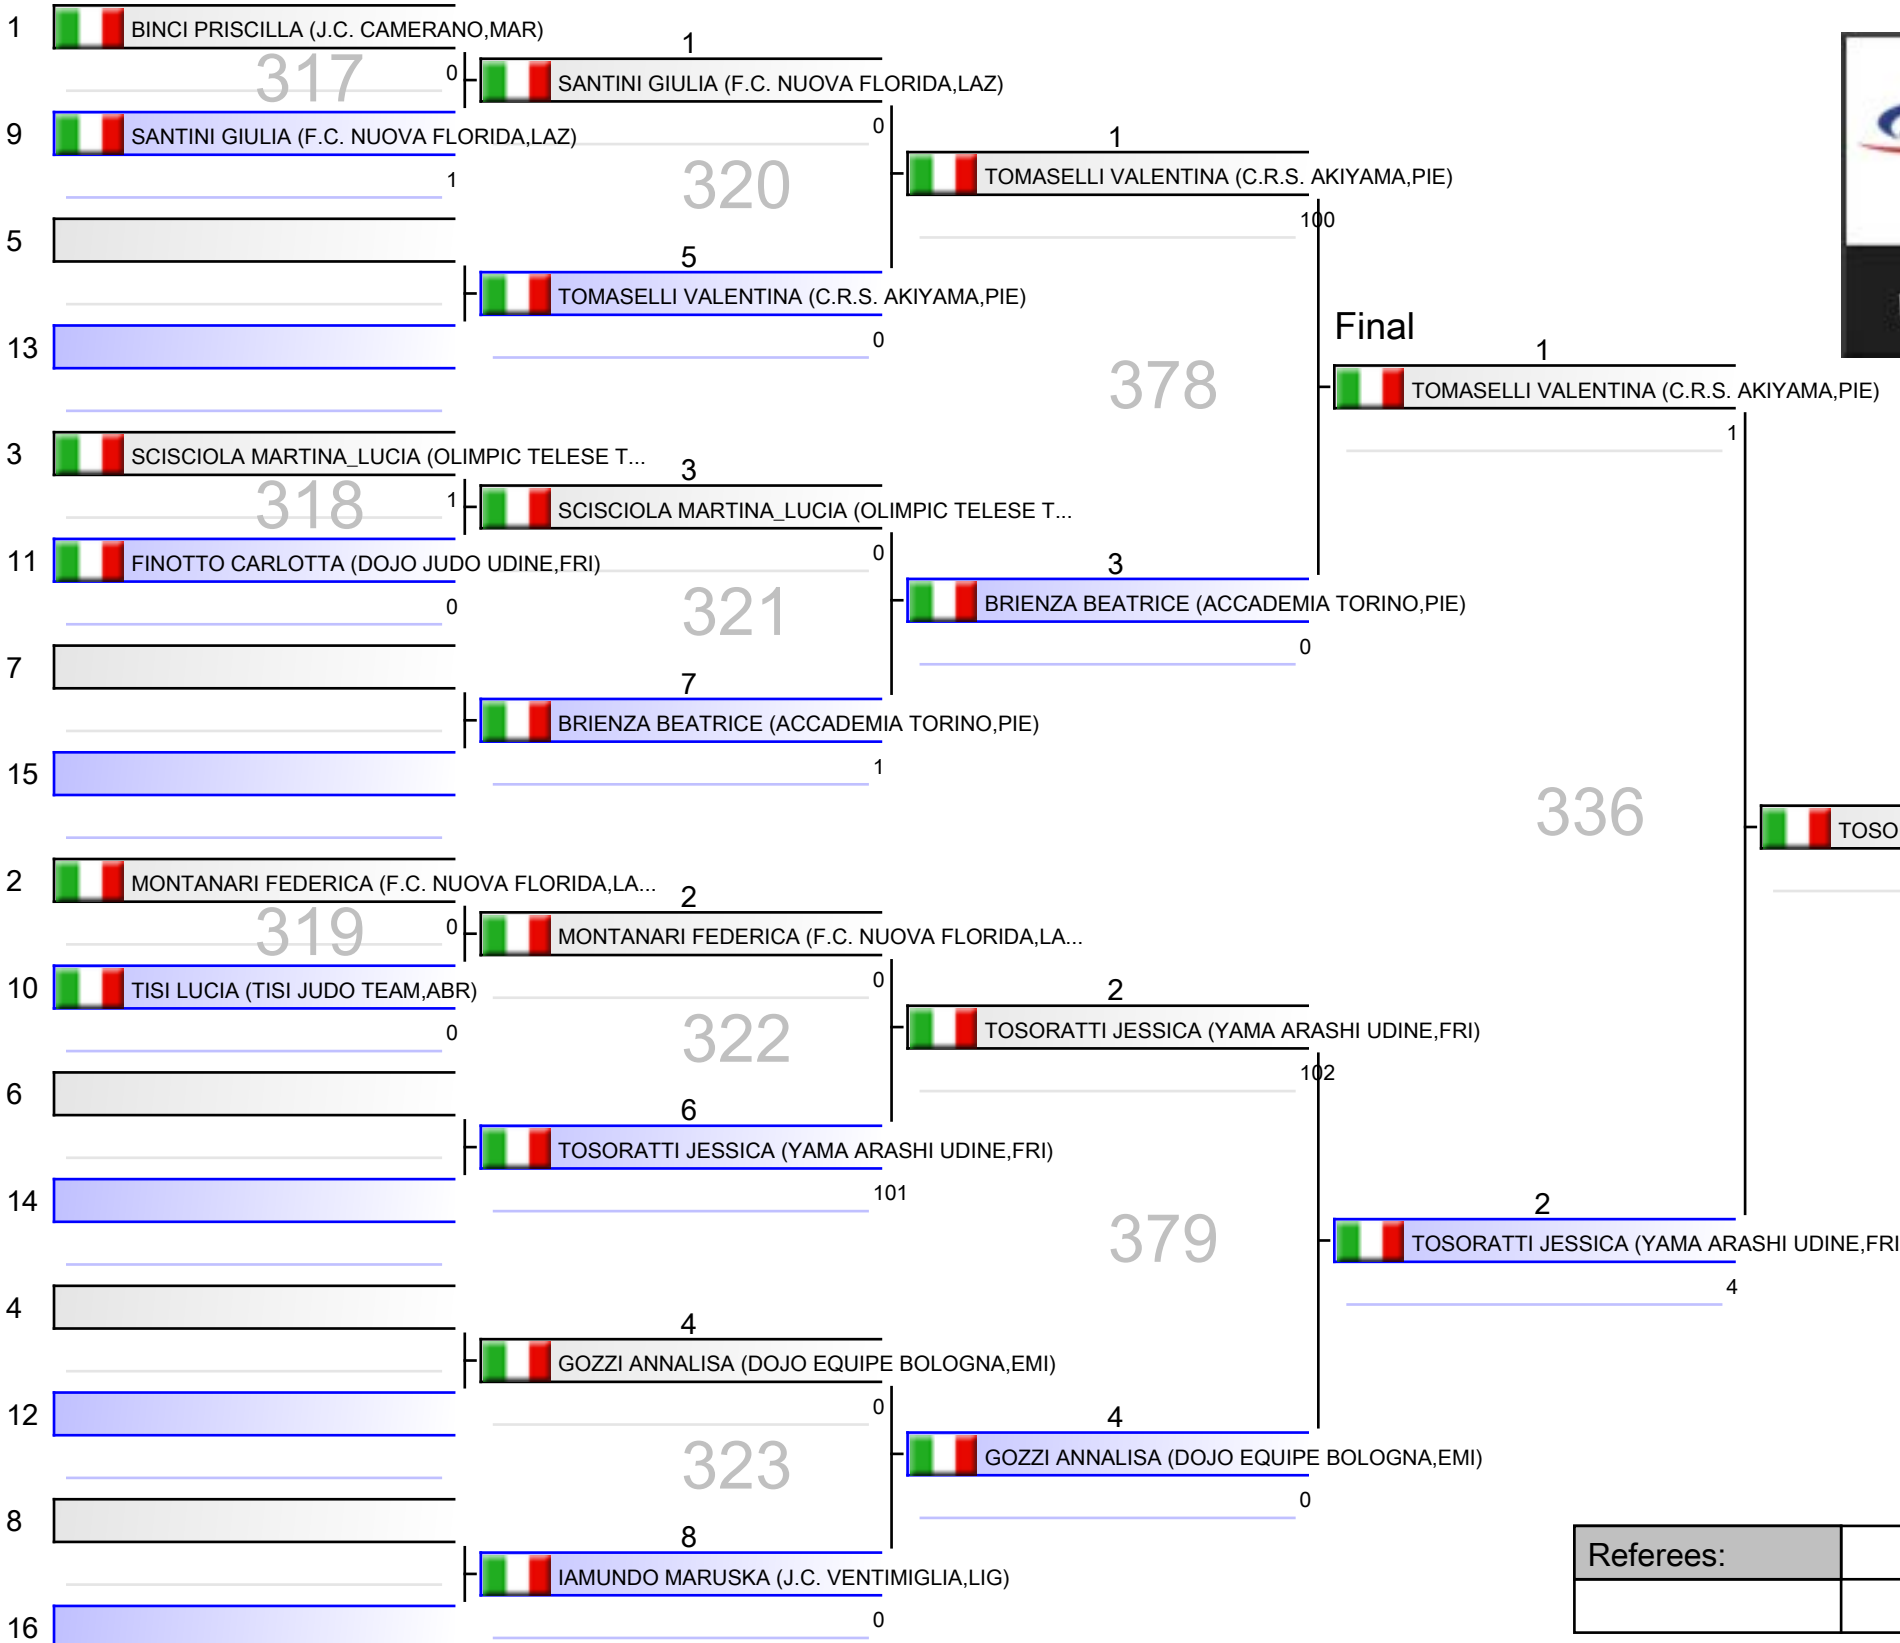 1 BINCI PRISCILLA (J.C. CAMERANO,MAR)
317
0
9 SANTINI GIULIA (F.C. NUOVA FLORIDA,LAZ)
1
5
13
3 SCISCIOLA MARTINA_LUCIA (OLIMPIC TELESE T...
318
1
11 FINOTTO CARLOTTA (DOJO JUDO UDINE,FRI)
0
7
15
2 MONTANARI FEDERICA (F.C. NUOVA FLORIDA,LA...
319
0
10 TISI LUCIA (TISI JUDO TEAM,ABR)
0
6
14
4
12
8
16
1
SANTINI GIULIA (F.C. NUOVA FLORIDA,LAZ)
0
320
5
TOMASELLI VALENTINA (C.R.S. AKIYAMA,PIE)
0
3
SCISCIOLA MARTINA_LUCIA (OLIMPIC TELESE T...
0
321
7
BRIENZA BEATRICE (ACCADEMIA TORINO,PIE)
1
2
MONTANARI FEDERICA (F.C. NUOVA FLORIDA,LA...
0
322
6
TOSORATTI JESSICA (YAMA ARASHI UDINE,FRI)
101
4
GOZZI ANNALISA (DOJO EQUIPE BOLOGNA,EMI)
0
323
8
IAMUNDO MARUSKA (J.C. VENTIMIGLIA,LIG)
0
1
TOMASELLI VALENTINA (C.R.S. AKIYAMA,PIE)
100
378
3
BRIENZA BEATRICE (ACCADEMIA TORINO,PIE)
0
2
TOSORATTI JESSICA (YAMA ARASHI UDINE,FRI)
102
379
4
GOZZI ANNALISA (DOJO EQUIPE BOLOGNA,EMI)
0
Final
1
TOMASELLI VALENTINA (C.R.S. AKIYAMA,PIE)
1
336
2
TOSORATTI JESSICA (YAMA ARASHI UDINE,FRI
4
TOSO
Referees: